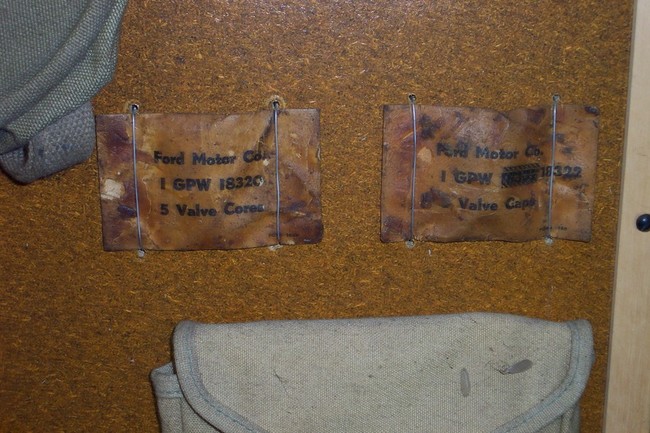 Ford Motor Co.
1 GPW 18320
5 Valve Cores
Ford Motor Co.
1 GPW 18322
5 Valve Caps